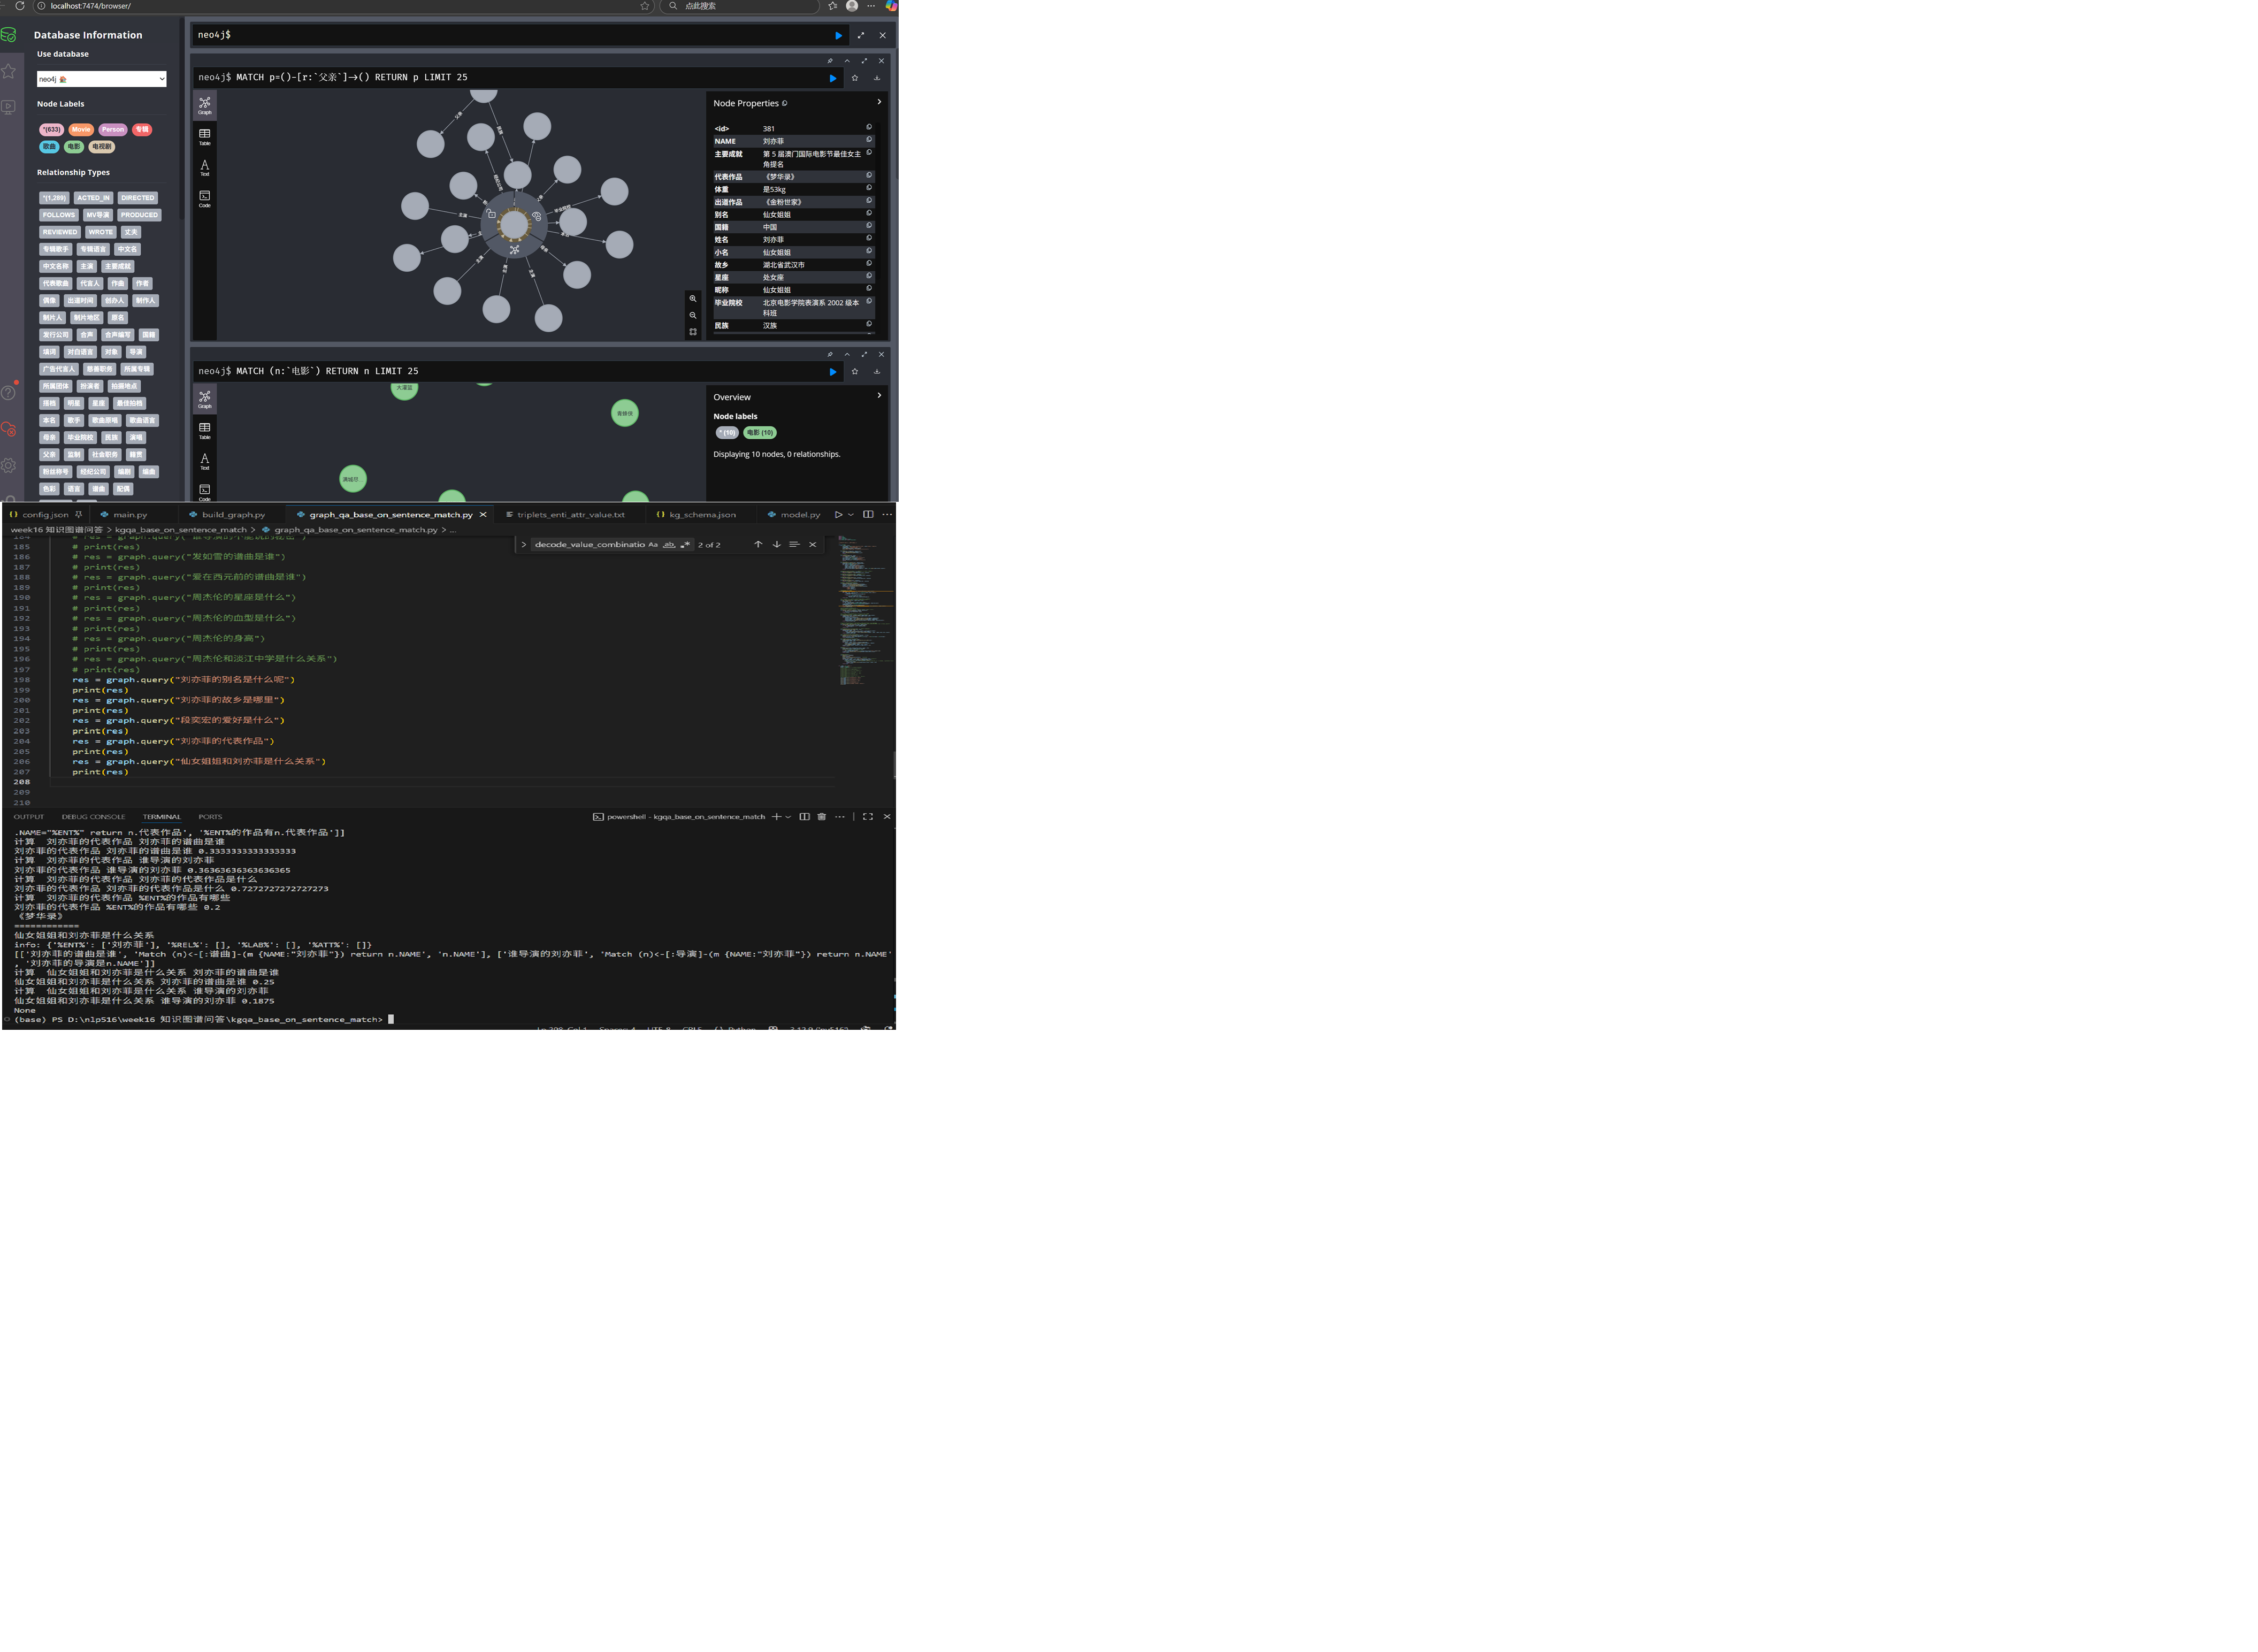 localhost:7474/browser/
点此搜索
Database Information
Use database
neo4j
Node Labels
*(633) Movie Person 专辑
歌曲 电影 电视剧
Relationship Types
*(1,289) ACTED_IN DIRECTED
FOLLOWS MV导演 PRODUCED
REVIEWED WROTE 丈夫
专辑歌手 专辑语言 中文名
中文名称 主演 主要成就
代表歌曲 代言人 作曲 作者
偶像 出道时间 创办人 制作人
制片人 制片地区 原名
发行公司 合声 合声编写 国籍
填词 对白语言 对象 导演
广告代言人 慈善职务 所属专辑
所属团体 扮演者 拍摄地点
搭档 明星 星座 最佳拍档
本名 歌手 歌曲原唱 歌曲语言
母亲 毕业院校 民族 演唱
父亲 监制 社会职务 籍贯
粉丝称号 经纪公司 编剧 编曲
色彩 语言 谱曲 配偶
neo4j$
neo4j$ MATCH p=()-[r:`父亲`]->() RETURN p LIMIT 25
Graph
Table
Text
Code
Node Properties
<id> 381
NAME 刘亦菲
主要成就 第 5 届澳门国际电影节最佳女主
角提名
代表作品 《梦华录》
体重 是53kg
出道作品 《金粉世家》
别名 仙女姐姐
国籍 中国
姓名 刘亦菲
小名 仙女姐姐
故乡 湖北省武汉市
星座 处女座
昵称 仙女姐姐
毕业院校 北京电影学院表演系 2002 级本
科班
民族 汉族
neo4j$ MATCH (n:`电影`) RETURN n LIMIT 25
Graph
Table
Text
Code
大灌篮
青蜂侠
满城尽...
Overview
Node labels
* (10) 电影 (10)
Displaying 10 nodes, 0 relationships.
config.json main.py build_graph.py graph_qa_base_on_sentence_match.py triplets_enti_attr_value.txt kg_schema.json model.py
week16 知识图谱问答 > kgqa_base_on_sentence_match > graph_qa_base_on_sentence_match.py > ...
decode_value_combinatio Aa ab 2 of 2
185 # print(res)
186 # res = graph.query("发如雪的谱曲是谁")
187 # print(res)
188 # res = graph.query("爱在西元前的谱曲是谁")
189 # print(res)
190 # res = graph.query("周杰伦的星座是什么")
191 # print(res)
192 # res = graph.query("周杰伦的血型是什么")
193 # print(res)
194 # res = graph.query("周杰伦的身高")
195 # print(res)
196 # res = graph.query("周杰伦和淡江中学是什么关系")
197 # print(res)
198 res = graph.query("刘亦菲的别名是什么呢")
199 print(res)
200 res = graph.query("刘亦菲的故乡是哪里")
201 print(res)
202 res = graph.query("段奕宏的爱好是什么")
203 print(res)
204 res = graph.query("刘亦菲的代表作品")
205 print(res)
206 res = graph.query("仙女姐姐和刘亦菲是什么关系")
207 print(res)
208
209
210
OUTPUT DEBUG CONSOLE TERMINAL PORTS
powershell - kgqa_base_on_sentence_match
.NAME="%ENT%" return n.代表作品', '%ENT%的作品有n.代表作品']]
计算 刘亦菲的代表作品 刘亦菲的谱曲是谁
刘亦菲的代表作品 刘亦菲的谱曲是谁 0.3333333333333333
计算 刘亦菲的代表作品 谁导演的刘亦菲
刘亦菲的代表作品 谁导演的刘亦菲 0.36363636363636365
计算 刘亦菲的代表作品 刘亦菲的代表作品是什么
刘亦菲的代表作品 刘亦菲的代表作品是什么 0.7272727272727273
计算 刘亦菲的代表作品 %ENT%的作品有哪些
刘亦菲的代表作品 %ENT%的作品有哪些 0.2
《梦华录》
============
仙女姐姐和刘亦菲是什么关系
info: {'%ENT%': ['刘亦菲'], '%REL%': [], '%LAB%': [], '%ATT%': []}
[['刘亦菲的谱曲是谁', 'Match (n)<-[:谱曲]-(m {NAME:"刘亦菲"}) return n.NAME', 'n.NAME'], ['谁导演的刘亦菲', 'Match (n)<-[:导演]-(m {NAME:"刘亦菲"}) return n.NAME'
, '刘亦菲的导演是n.NAME']]
计算 仙女姐姐和刘亦菲是什么关系 刘亦菲的谱曲是谁
仙女姐姐和刘亦菲是什么关系 刘亦菲的谱曲是谁 0.25
计算 仙女姐姐和刘亦菲是什么关系 谁导演的刘亦菲
仙女姐姐和刘亦菲是什么关系 谁导演的刘亦菲 0.1875
None
(base) PS D:\nlp516\week16 知识图谱问答\kgqa_base_on_sentence_match>